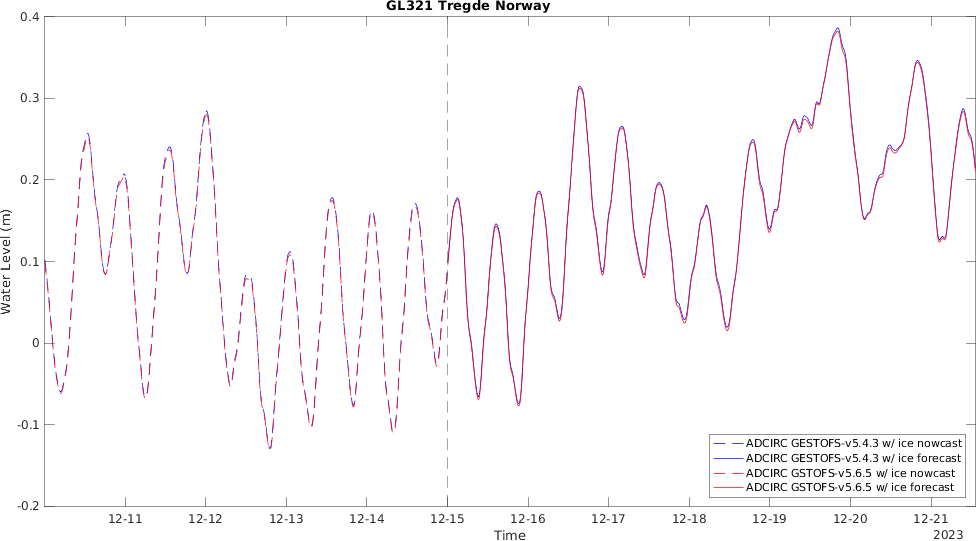 GL321 Tregde Norway
0.4
0.3
0.2
0.1
0
-0.1
-0.2
Water Level (m)
ADCIRC GESTOFS-v5.4.3 w/ ice nowcast
ADCIRC GESTOFS-v5.4.3 w/ ice forecast
ADCIRC GSTOFS-v5.6.5 w/ ice nowcast
ADCIRC GSTOFS-v5.6.5 w/ ice forecast
12-11 12-12 12-13 12-14 12-15 12-16 12-17 12-18 12-19 12-20 12-21
Time
2023